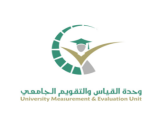 وحدة القياس والتقويم الجامعي
University Measurement & Evaluation Unit